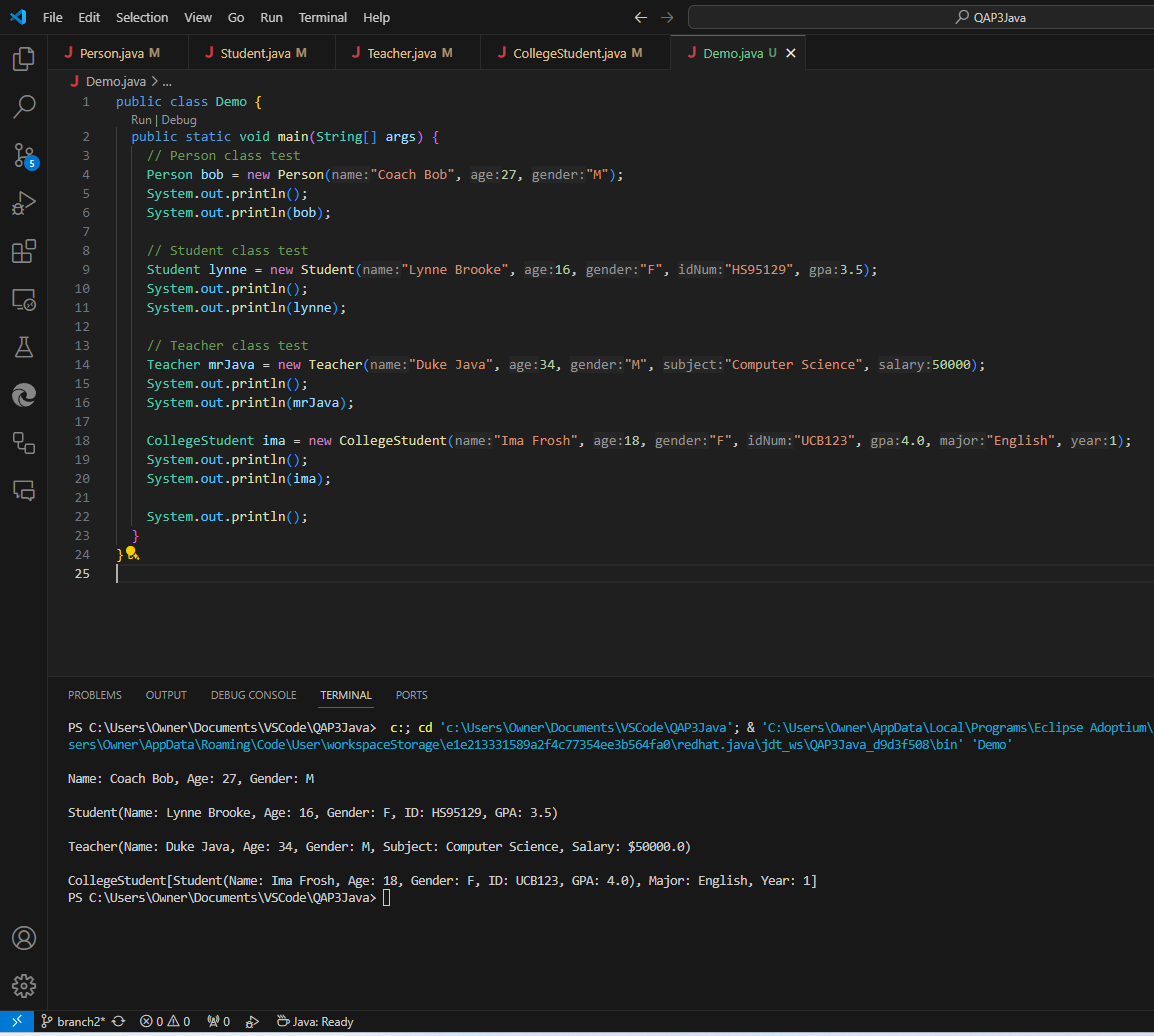 File Edit Selection View Go Run Terminal Help QAP3Java
Person.java M Student.java M Teacher.java M CollegeStudent.java M Demo.java U
Demo.java > ...
1 public class Demo {
Run | Debug
2 public static void main(String[] args) {
3 // Person class test
4 Person bob = new Person(name:"Coach Bob", age:27, gender:"M");
5 System.out.println();
6 System.out.println(bob);
7
8 // Student class test
9 Student lynne = new Student(name:"Lynne Brooke", age:16, gender:"F", idNum:"HS95129", gpa:3.5);
10 System.out.println();
11 System.out.println(lynne);
12
13 // Teacher class test
14 Teacher mrJava = new Teacher(name:"Duke Java", age:34, gender:"M", subject:"Computer Science", salary:50000);
15 System.out.println();
16 System.out.println(mrJava);
17
18 CollegeStudent ima = new CollegeStudent(name:"Ima Frosh", age:18, gender:"F", idNum:"UCB123", gpa:4.0, major:"English", year:1);
19 System.out.println();
20 System.out.println(ima);
21
22 System.out.println();
23 }
24 }
25
5
PROBLEMS OUTPUT DEBUG CONSOLE TERMINAL PORTS
PS C:\Users\Owner\Documents\VSCode\QAP3Java> c:; cd 'c:\Users\Owner\Documents\VSCode\QAP3Java'; & 'C:\Users\Owner\AppData\Local\Programs\Eclipse Adoptium\
sers\Owner\AppData\Roaming\Code\User\workspaceStorage\e1e213331589a2f4c77354ee3b564fa0\redhat.java\jdt_ws\QAP3Java_d9d3f508\bin' 'Demo'
Name: Coach Bob, Age: 27, Gender: M
Student(Name: Lynne Brooke, Age: 16, Gender: F, ID: HS95129, GPA: 3.5)
Teacher(Name: Duke Java, Age: 34, Gender: M, Subject: Computer Science, Salary: $50000.0)
CollegeStudent[Student(Name: Ima Frosh, Age: 18, Gender: F, ID: UCB123, GPA: 4.0), Major: English, Year: 1]
PS C:\Users\Owner\Documents\VSCode\QAP3Java>
branch2* 0 0 0 Java: Ready